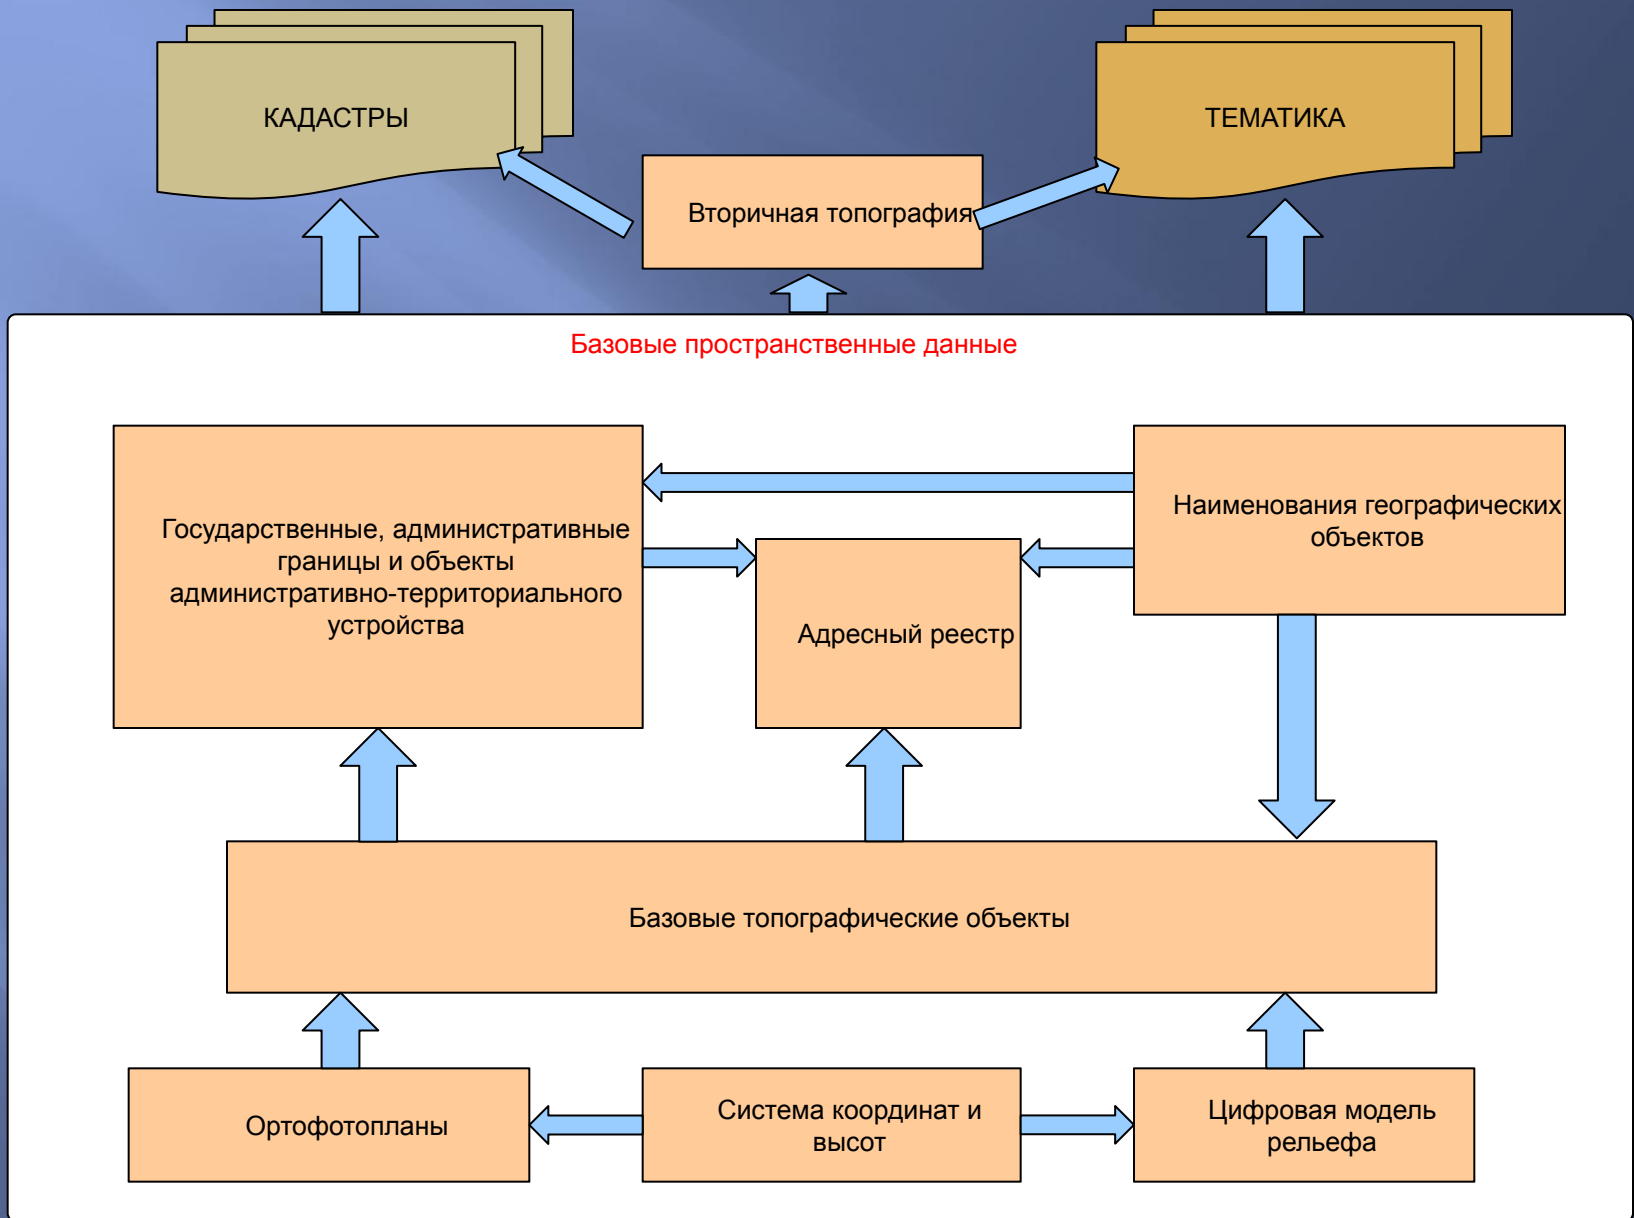 КАДАСТРЫ
ТЕМАТИКА
Вторичная топография
Базовые пространственные данные
Государственные, административные
границы и объекты
административно-территориального
устройства
Адресный реестр
Наименования географических
объектов
Базовые топографические объекты
Ортофотопланы
Система координат и
высот
Цифровая модель
рельефа